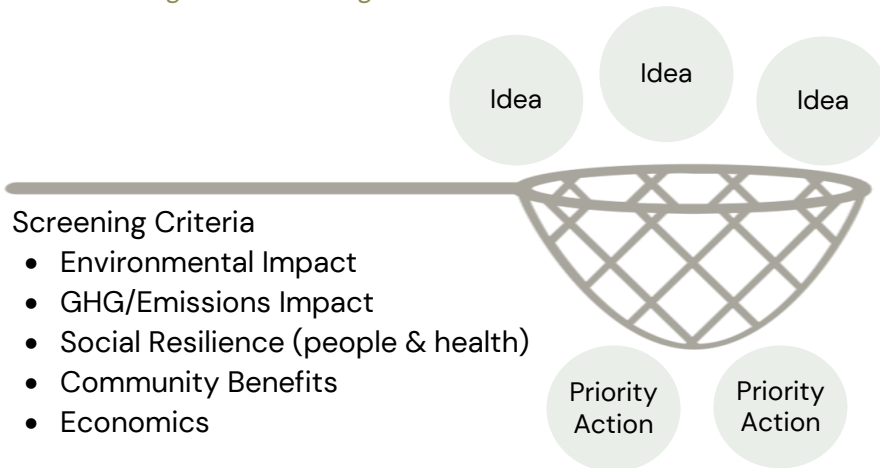 Idea
Idea
Idea
Screening Criteria
• Environmental Impact
• GHG/Emissions Impact
• Social Resilience (people & health)
• Community Benefits
• Economics
Priority
Action
Priority
Action